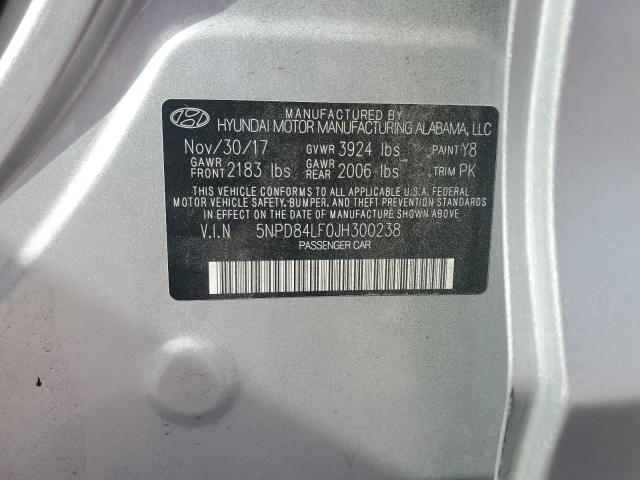 MANUFACTURED BY
HYUNDAI MOTOR MANUFACTURING ALABAMA, LLC
Nov/30/17 GVWR 3924 lbs PAINT Y8
GAWR FRONT 2183 lbs GAWR REAR 2006 lbs TRIM PK
THIS VEHICLE CONFORMS TO ALL APPLICABLE U.S.A. FEDERAL
MOTOR VEHICLE SAFETY, BUMPER, AND THEFT PREVENTION STANDARDS
IN EFFECT ON THE DATE OF MANUFACTURE SHOWN ABOVE.
V.I.N 5NPD84LF0JH300238
PASSENGER CAR